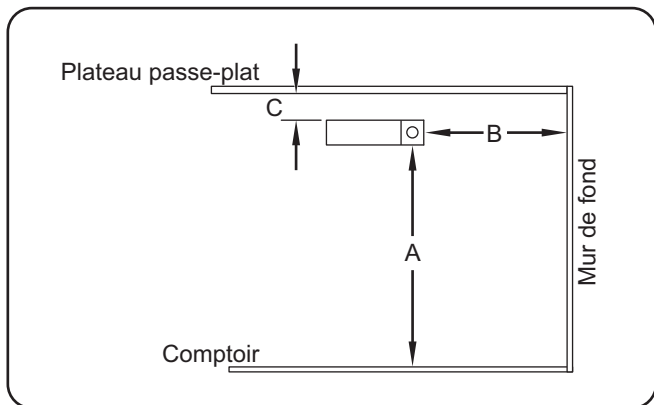 Plateau passe-plat
C
B
Mur de fond
A
Comptoir